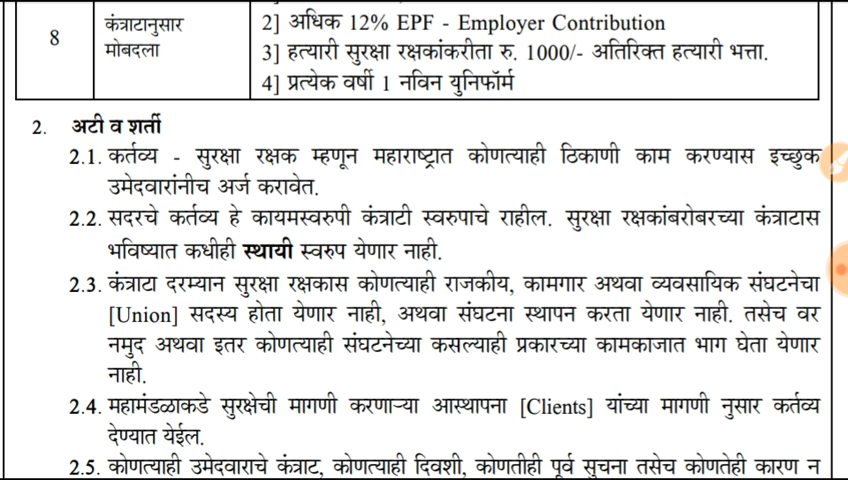 8
कंत्राटानुसार
मोबदला
2] अधिक 12% EPF - Employer Contribution
3] हत्यारी सुरक्षा रक्षकांकरीता रु. 1000/- अतिरिक्त हत्यारी भत्ता.
4] प्रत्येक वर्षी 1 नविन युनिफॉर्म
2. अटी व शर्ती
2.1. कर्तव्य - सुरक्षा रक्षक म्हणून महाराष्ट्रात कोणत्याही ठिकाणी काम करण्यास इच्छुक
उमेदवारांनीच अर्ज करावेत.
2.2. सदरचे कर्तव्य हे कायमस्वरुपी कंत्राटी स्वरुपाचे राहील. सुरक्षा रक्षकांबरोबरच्या कंत्राटास
भविष्यात कधीही स्थायी स्वरुप येणार नाही.
2.3. कंत्राटा दरम्यान सुरक्षा रक्षकास कोणत्याही राजकीय, कामगार अथवा व्यवसायिक संघटनेचा
[Union] सदस्य होता येणार नाही, अथवा संघटना स्थापन करता येणार नाही. तसेच वर
नमुद अथवा इतर कोणत्याही संघटनेच्या कसल्याही प्रकारच्या कामकाजात भाग घेता येणार
नाही.
2.4. महामंडळाकडे सुरक्षेची मागणी करणाऱ्या आस्थापना [Clients] यांच्या मागणी नुसार कर्तव्य
देण्यात येईल.
2.5. कोणत्याही उमेदवाराचे कंत्राट, कोणत्याही दिवशी, कोणतीही पूर्व सुचना तसेच कोणतेही कारण न